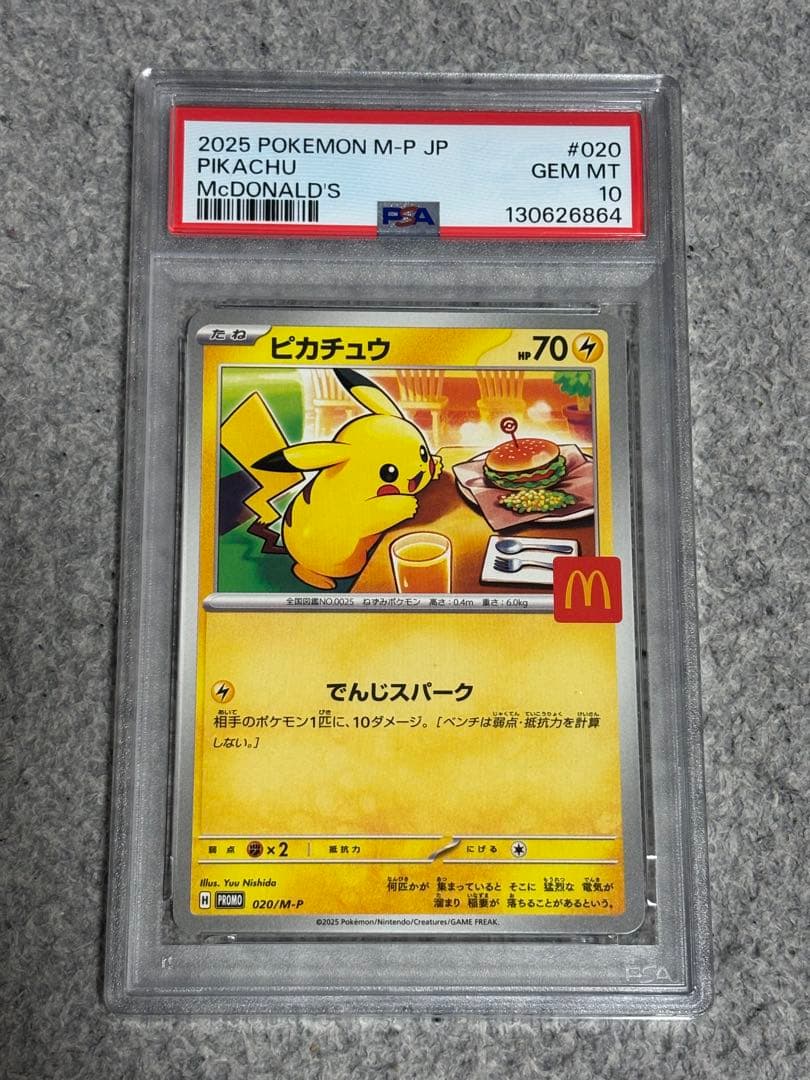 2025 POKEMON M-P JP #020
PIKACHU GEM MT
McDONALD'S 10
PSA 130626864
たね ピカチュウ HP70
全国図鑑NO.0025 ねずみポケモン 高さ:0.4m 重さ:6.0kg
M
でんじスパーク
相手のポケモン1匹に、10ダメージ。[ベンチは弱点・抵抗力を計算
しない。]
弱点 ×2 抵抗力 にげる
Illus. Yuu Nishida
何匹かが 集まっていると そこに 猛烈な 電気が
溜まり 稲妻が 落ちることがあるという。
H PROMO 020/M-P
©2025 Pokémon/Nintendo/Creatures/GAME FREAK.
PSA